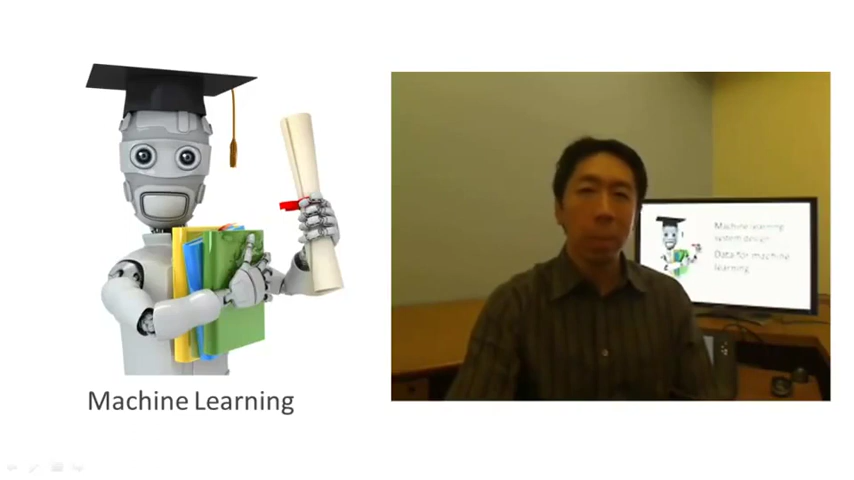 Machine Learning
Machine learning
system design
Data for machine
learning